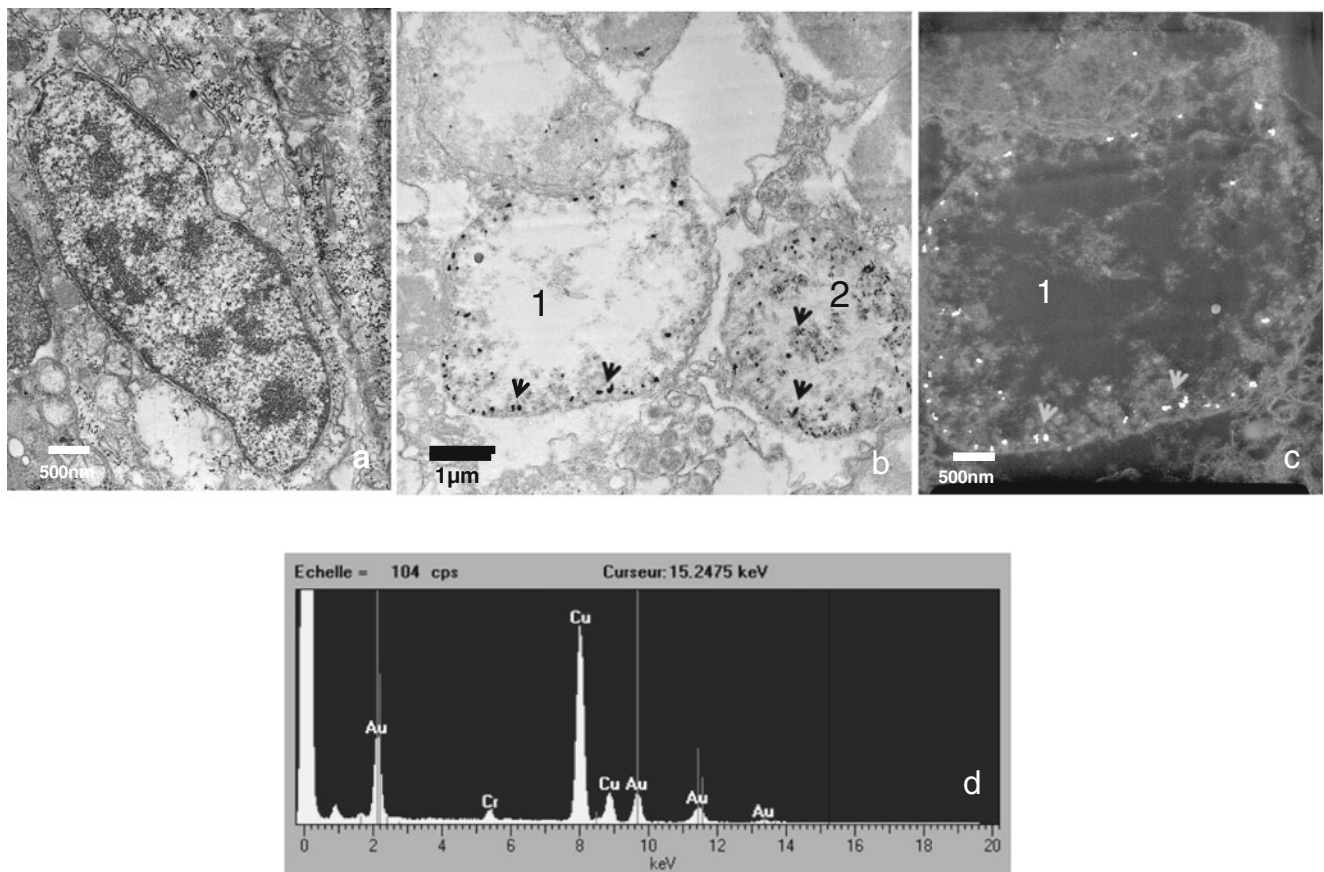 500nm
a
1
2
1µm
b
1
500nm
c
Echelle = 104 cps Curseur:15.2475 keV
Au
Cr
Cu
Cu
Au
Au
Au
d
0 2 4 6 8 10 12 14 16 18 20
keV